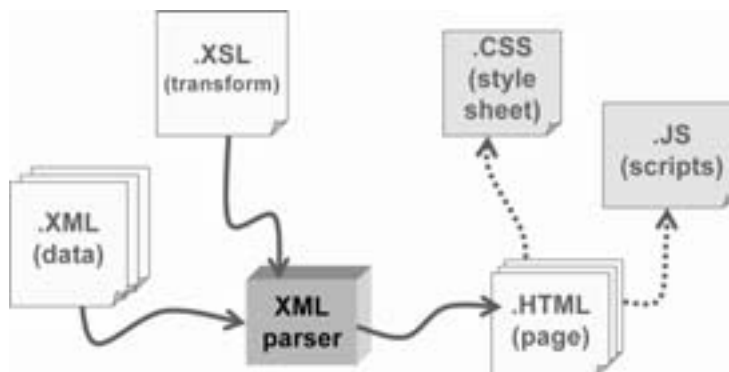 .XSL
(transform)
.CSS
(style
sheet)
.JS
(scripts)
.XML
(data)
XML
parser
.HTML
(page)